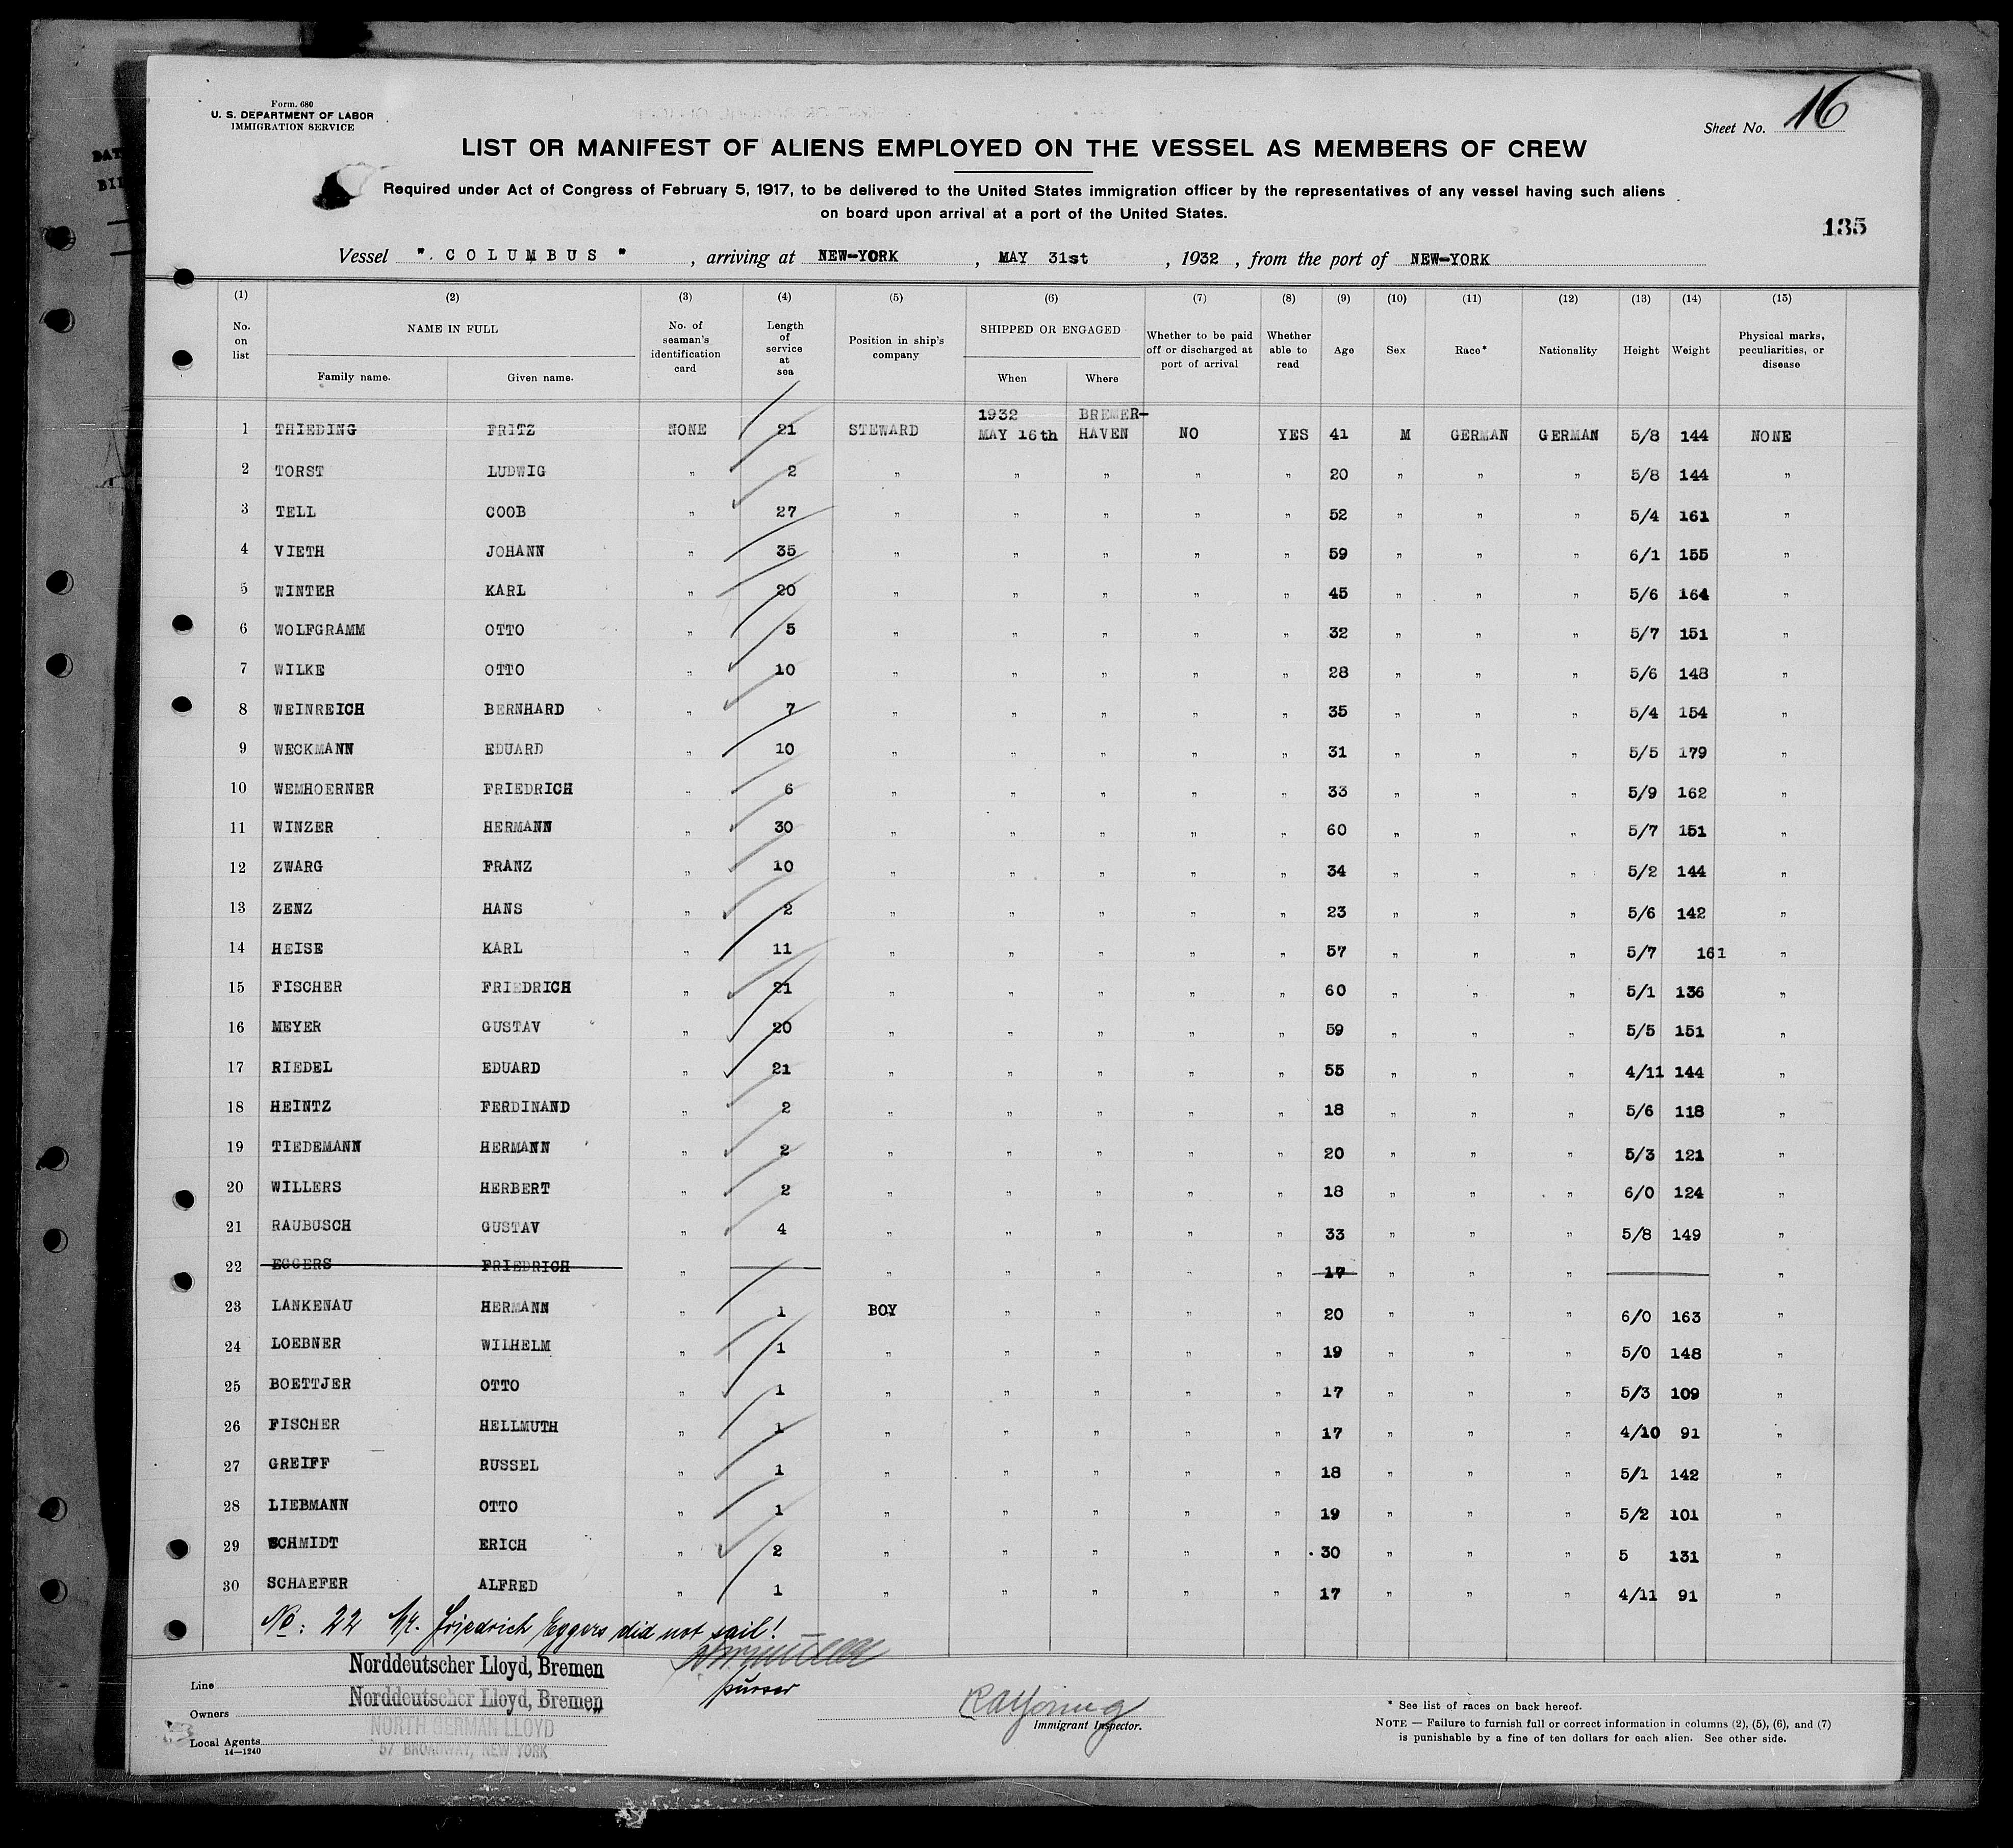 Form. 680
U. S. DEPARTMENT OF LABOR
IMMIGRATION SERVICE
Sheet No. 16
LIST OR MANIFEST OF ALIENS EMPLOYED ON THE VESSEL AS MEMBERS OF CREW
Required under Act of Congress of February 5, 1917, to be delivered to the United States immigration officer by the representatives of any vessel having such aliens
on board upon arrival at a port of the United States.
135
Vessel ". C O L U M B U S " , arriving at NEW-YORK , MAY 31st , 1932 , from the port of NEW-YORK
(1) (2) (3) (4) (5) (6) (7) (8) (9) (10) (11) (12) (13) (14) (15)
No. on list NAME IN FULL Family name. Given name. No. of seaman's identification card Length of service at sea Position in ship's company SHIPPED OR ENGAGED When Where Whether to be paid off or discharged at port of arrival Whether able to read Age Sex Race* Nationality Height Weight Physical marks, peculiarities, or disease
1932 BREMER-
1 THIEDING FRITZ NONE 21 STEWARD MAY 16th HAVEN NO YES 41 M GERMAN GERMAN 5/8 144 NONE
2 TORST LUDWIG " 2 " " " " " 20 " " " 5/8 144 "
3 TELL COOB " 27 " " " " " 52 " " " 5/4 161 "
4 VIETH JOHANN " 35 " " " " " 59 " " " 6/1 155 "
5 WINTER KARL " 20 " " " " " 45 " " " 5/6 164 "
6 WOLFGRAMM OTTO " 5 " " " " " 32 " " " 5/7 151 "
7 WILKE OTTO " 10 " " " " " 28 " " " 5/6 148 "
8 WEINREICH BERNHARD " 7 " " " " " 35 " " " 5/4 154 "
9 WECKMANN EDUARD " 10 " " " " " 31 " " " 5/5 179 "
10 WEMHOERNER FRIEDRICH " 6 " " " " " 33 " " " 5/9 162 "
11 WINZER HERMANN " 30 " " " " " 60 " " " 5/7 151 "
12 ZWARG FRANZ " 10 " " " " " 34 " " " 5/2 144 "
13 ZENZ HANS " 2 " " " " " 23 " " " 5/6 142 "
14 HEISE KARL " 11 " " " " " 57 " " " 5/7 161 "
15 FISCHER FRIEDRICH " 21 " " " " " 60 " " " 5/1 136 "
16 MEYER GUSTAV " 20 " " " " " 59 " " " 5/5 151 "
17 RIEDEL EDUARD " 21 " " " " " 55 " " " 4/11 144 "
18 HEINTZ FERDINAND " 2 " " " " " 18 " " " 5/6 118 "
19 TIEDEMANN HERMANN " 2 " " " " " 20 " " " 5/3 121 "
20 WILLERS HERBERT " 2 " " " " " 18 " " " 6/0 124 "
21 RAUBUSCH GUSTAV " 4 " " " " " 33 " " " 5/8 149 "
22 EGGERS FRIEDRICH " " " " " " 17 " " " "
23 LANKENAU HERMANN " 1 BOY " " " " 20 " " " 6/0 163 "
24 LOEBNER WILHELM " 1 " " " " " 19 " " " 5/0 148 "
25 BOETTJER OTTO " 1 " " " " " 17 " " " 5/3 109 "
26 FISCHER HELLMUTH " 1 " " " " " 17 " " " 4/10 91 "
27 GREIFF RUSSEL " 1 " " " " " 18 " " " 5/1 142 "
28 LIEBMANN OTTO " 1 " " " " " 19 " " " 5/2 101 "
29 SCHMIDT ERICH " 2 " " " " " 30 " " " 5 131 "
30 SCHAEFER ALFRED " 1 " " " " " 17 " " " 4/11 91 "
No: 22 Friedrich Eggers did not sail!
purser
Line Norddeutscher Lloyd, Bremen
Owners Norddeutscher Lloyd, Bremen
Local Agents NORTH GERMAN LLOYD
57 BROADWAY, NEW YORK
14—1240
RAYoung
Immigrant Inspector.
* See list of races on back hereof.
NOTE — Failure to furnish full or correct information in columns (2), (5), (6), and (7)
is punishable by a fine of ten dollars for each alien. See other side.